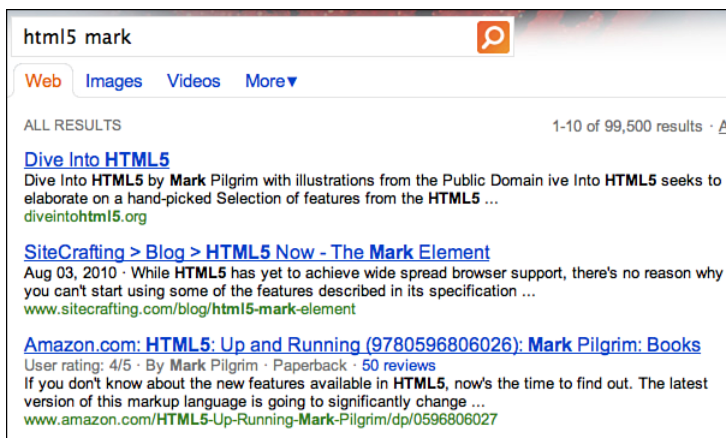 html5 mark
Web Images Videos More▼
ALL RESULTS 1-10 of 99,500 results ·
Dive Into HTML5
Dive Into HTML5 by Mark Pilgrim with illustrations from the Public Domain ive Into HTML5 seeks to
elaborate on a hand-picked Selection of features from the HTML5 ...
diveintohtml5.org
SiteCrafting > Blog > HTML5 Now - The Mark Element
Aug 03, 2010 · While HTML5 has yet to achieve wide spread browser support, there's no reason why
you can't start using some of the features described in its specification ...
www.sitecrafting.com/blog/html5-mark-element
Amazon.com: HTML5: Up and Running (9780596806026): Mark Pilgrim: Books
User rating: 4/5 · By Mark Pilgrim · Paperback · 50 reviews
If you don't know about the new features available in HTML5, now's the time to find out. The latest
version of this markup language is going to significantly change ...
www.amazon.com/HTML5-Up-Running-Mark-Pilgrim/dp/0596806027